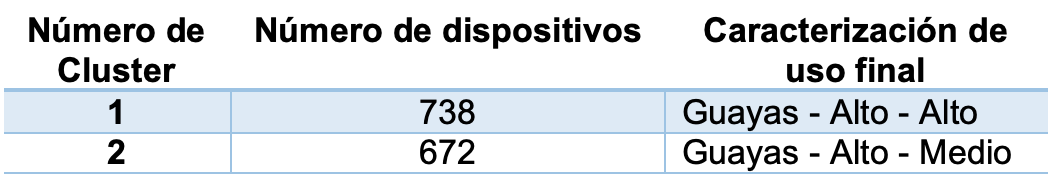 Número de Cluster Número de dispositivos Caracterización de uso final
1 738 Guayas - Alto - Alto
2 672 Guayas - Alto - Medio